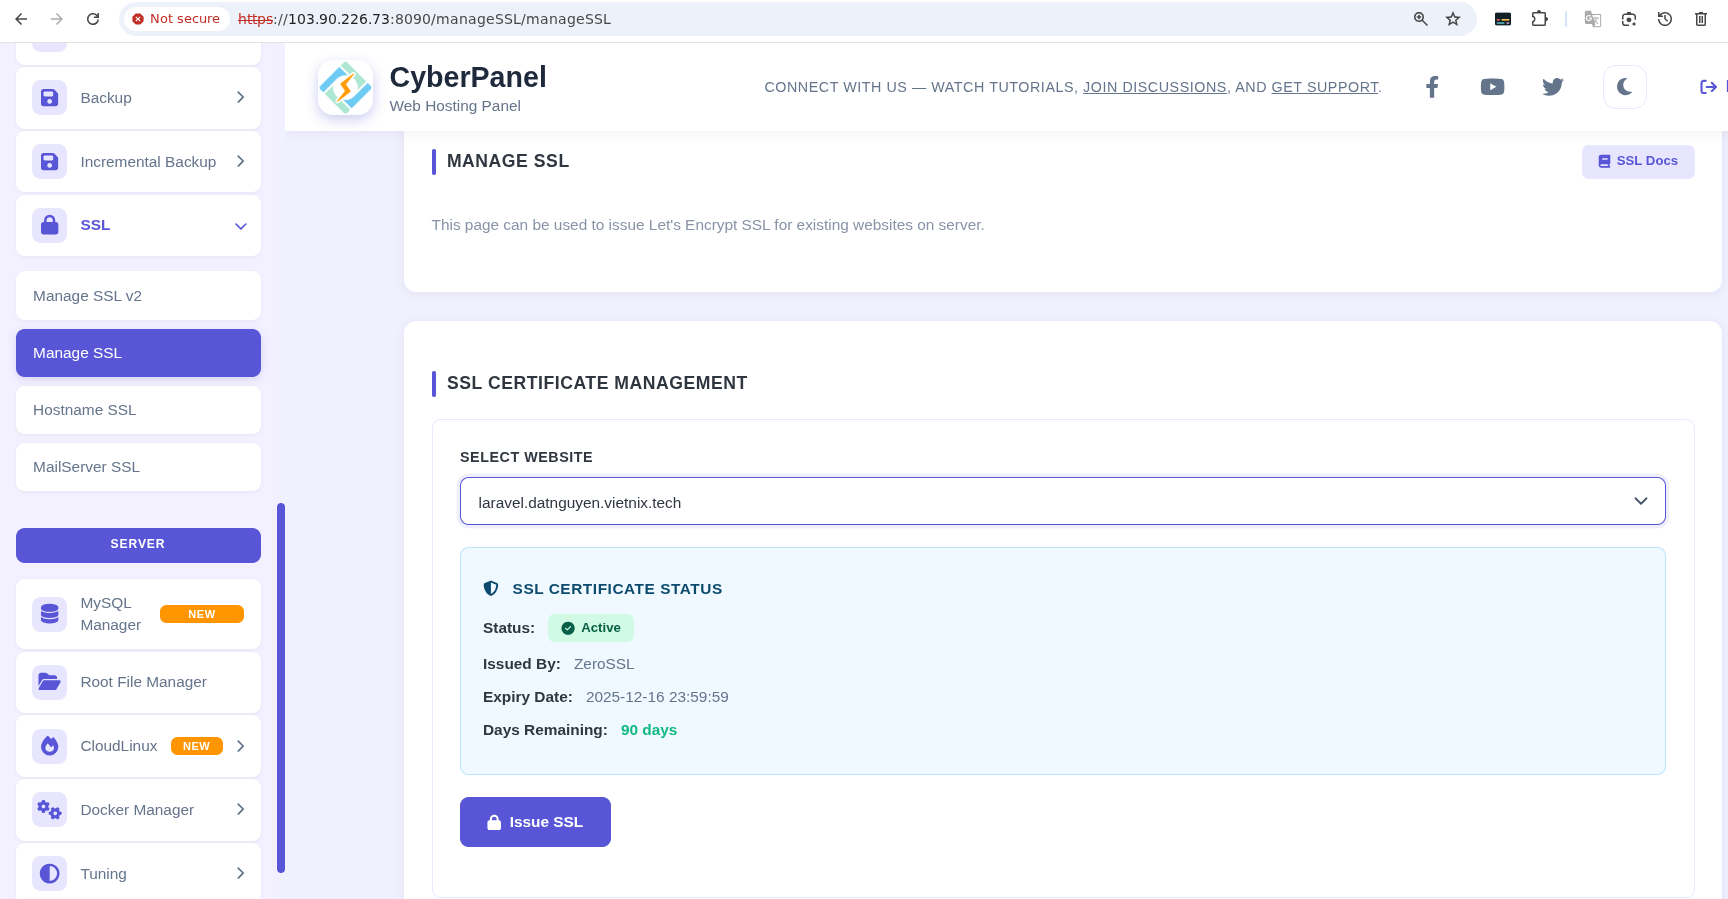 Not secure https://103.90.226.73:8090/manageSSL/manageSSL
CyberPanel
Web Hosting Panel
CONNECT WITH US — WATCH TUTORIALS, JOIN DISCUSSIONS, AND GET SUPPORT.
Backup
Incremental Backup
SSL
Manage SSL v2
Manage SSL
Hostname SSL
MailServer SSL
SERVER
MySQL
Manager
NEW
Root File Manager
CloudLinux NEW
Docker Manager
Tuning
MANAGE SSL
SSL Docs
This page can be used to issue Let's Encrypt SSL for existing websites on server.
SSL CERTIFICATE MANAGEMENT
SELECT WEBSITE
laravel.datnguyen.vietnix.tech
SSL CERTIFICATE STATUS
Status: Active
Issued By: ZeroSSL
Expiry Date: 2025-12-16 23:59:59
Days Remaining: 90 days
Issue SSL